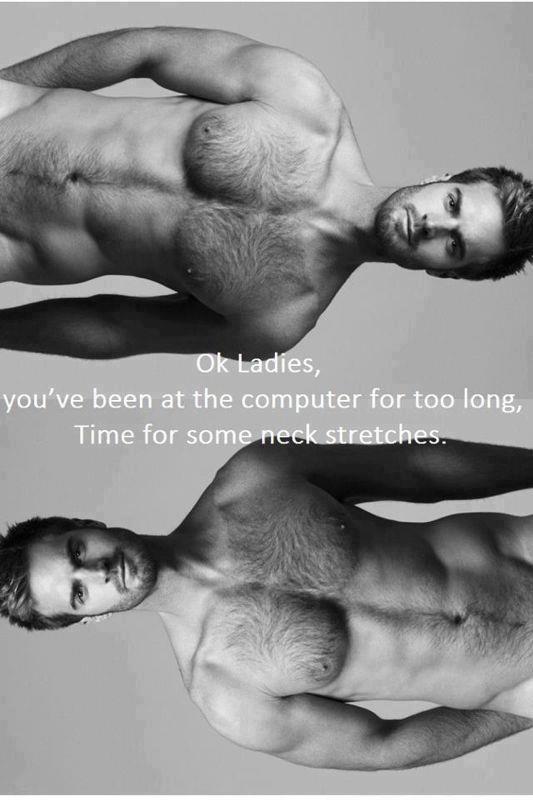 Ok Ladies,
you've been at the computer for too long,
Time for some neck stretches.